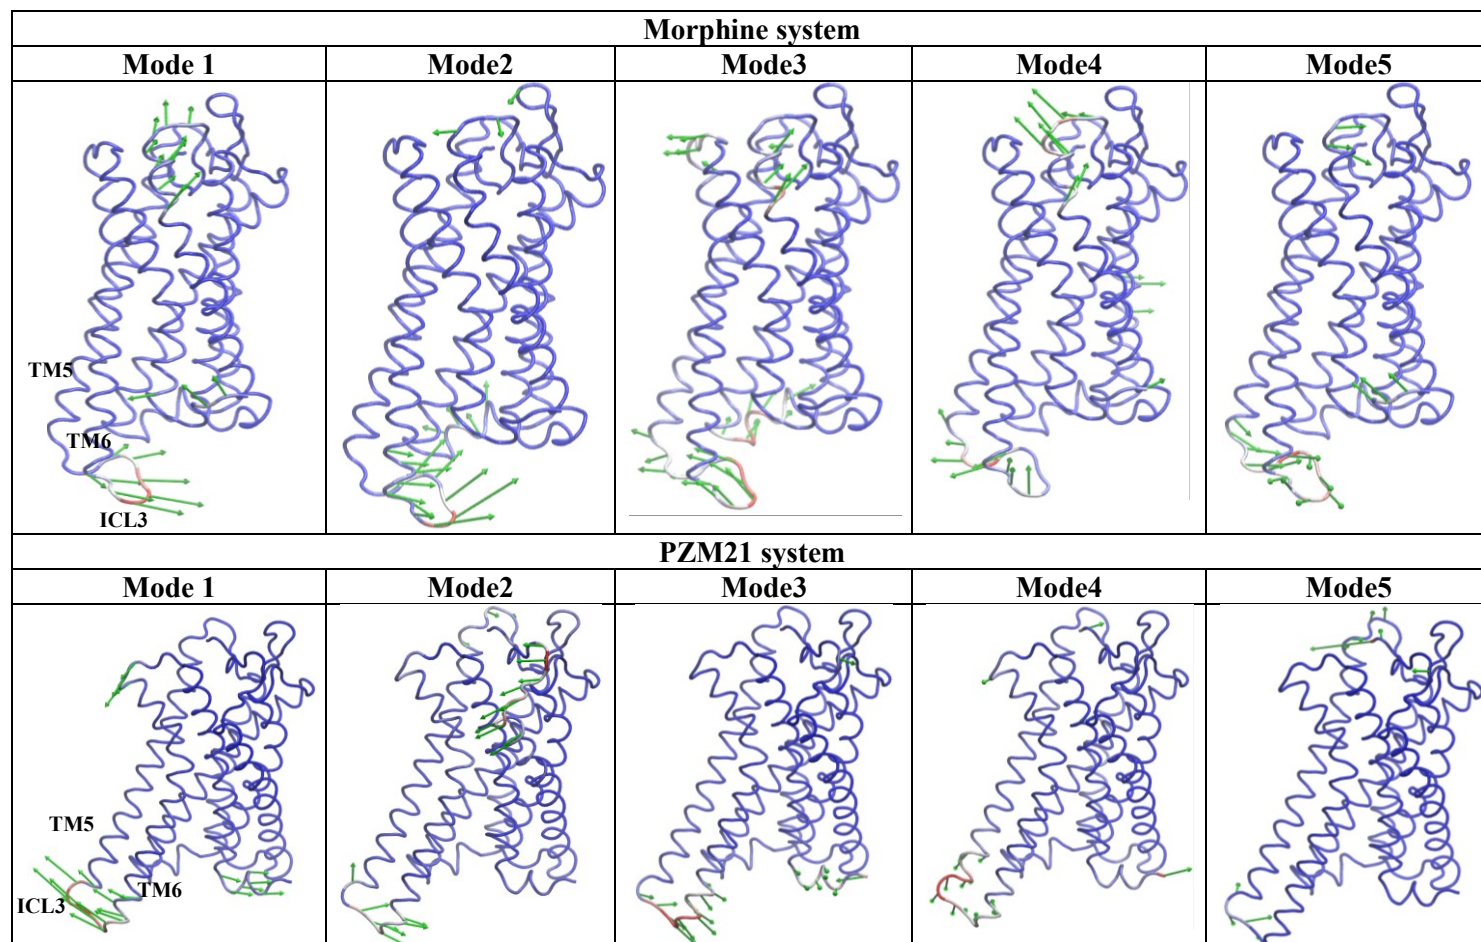 Morphine system
Mode 1 Mode2 Mode3 Mode4 Mode5
TM5
TM6
ICL3
PZM21 system
Mode 1 Mode2 Mode3 Mode4 Mode5
TM5
TM6
ICL3